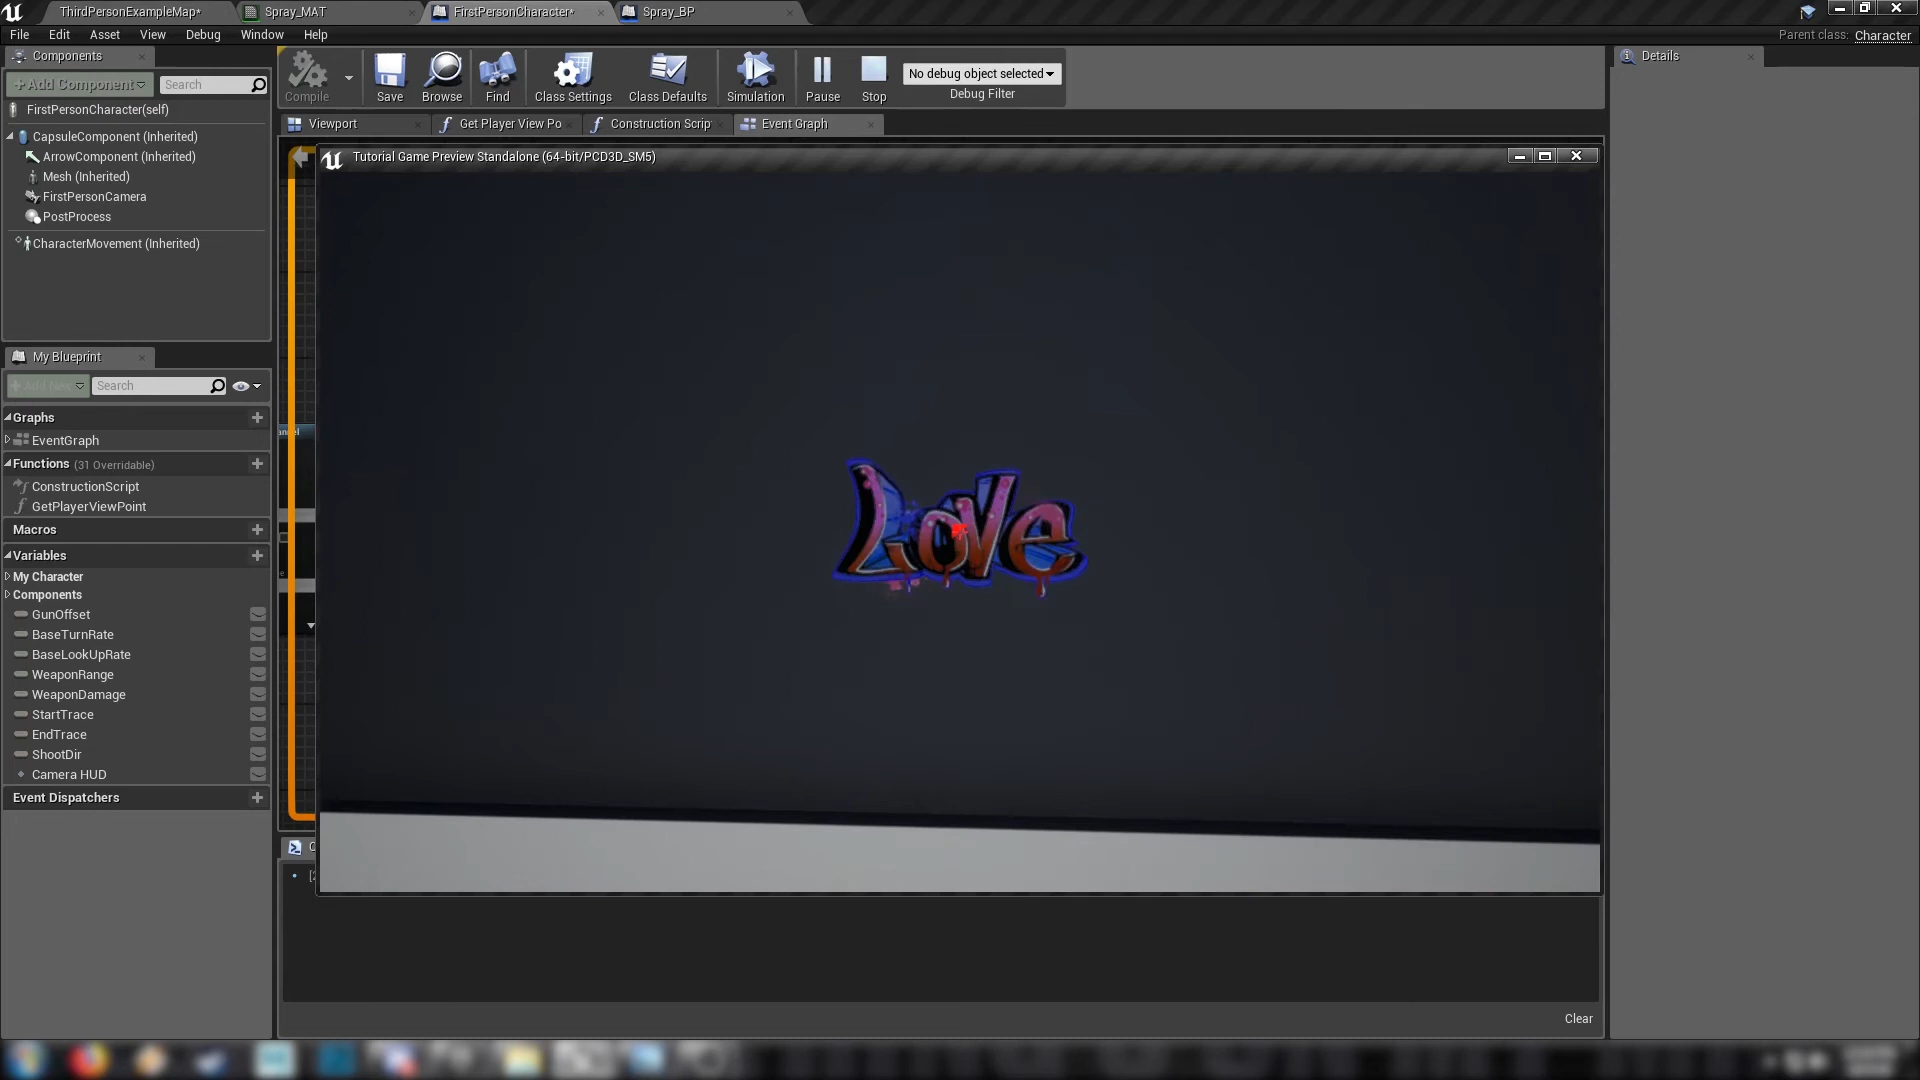 ThirdPersonExampleMap*
Spray_MAT
FirstPersonCharacter*
Spray_BP
File Edit Asset View Debug Window Help
Parent class: Character
Components
+Add Component
Search
FirstPersonCharacter(self)
CapsuleComponent (Inherited)
ArrowComponent (Inherited)
Mesh (Inherited)
FirstPersonCamera
PostProcess
CharacterMovement (Inherited)
Compile
Save
Browse
Find
Class Settings
Class Defaults
Simulation
Pause
Stop
No debug object selected
Debug Filter
Details
Viewport
Get Player View Po
Construction Scrip
Event Graph
Tutorial Game Preview Standalone (64-bit/PCD3D_SM5)
Love
My Blueprint
+ Add New
Search
Graphs
EventGraph
Functions (31 Overridable)
ConstructionScript
GetPlayerViewPoint
Macros
Variables
My Character
Components
GunOffset
BaseTurnRate
BaseLookUpRate
WeaponRange
WeaponDamage
StartTrace
EndTrace
ShootDir
Camera HUD
Event Dispatchers
Clear